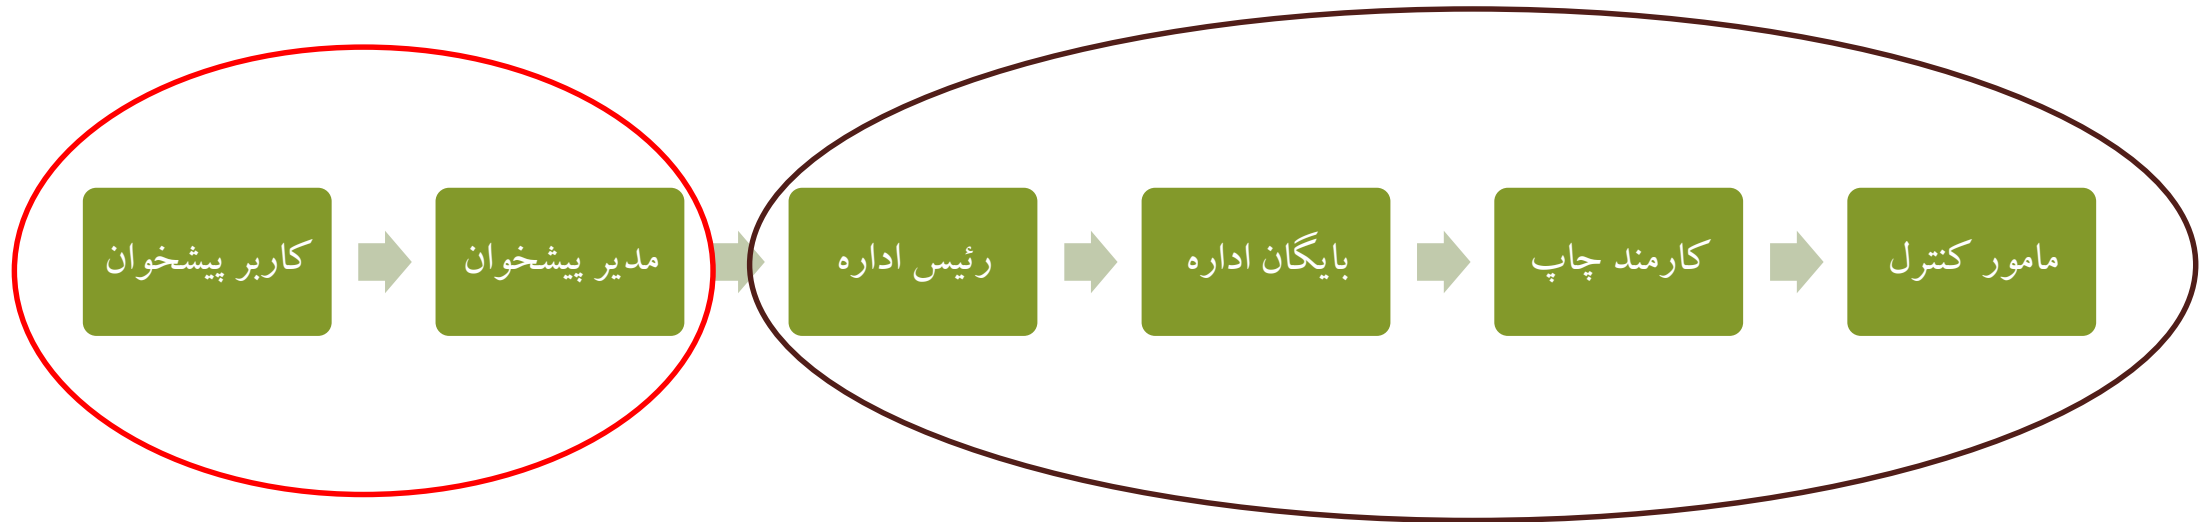 کاربر پیشخوان
مدیر پیشخوان
رئیس اداره
بایگان اداره
کارمند چاپ
مامور کنترل